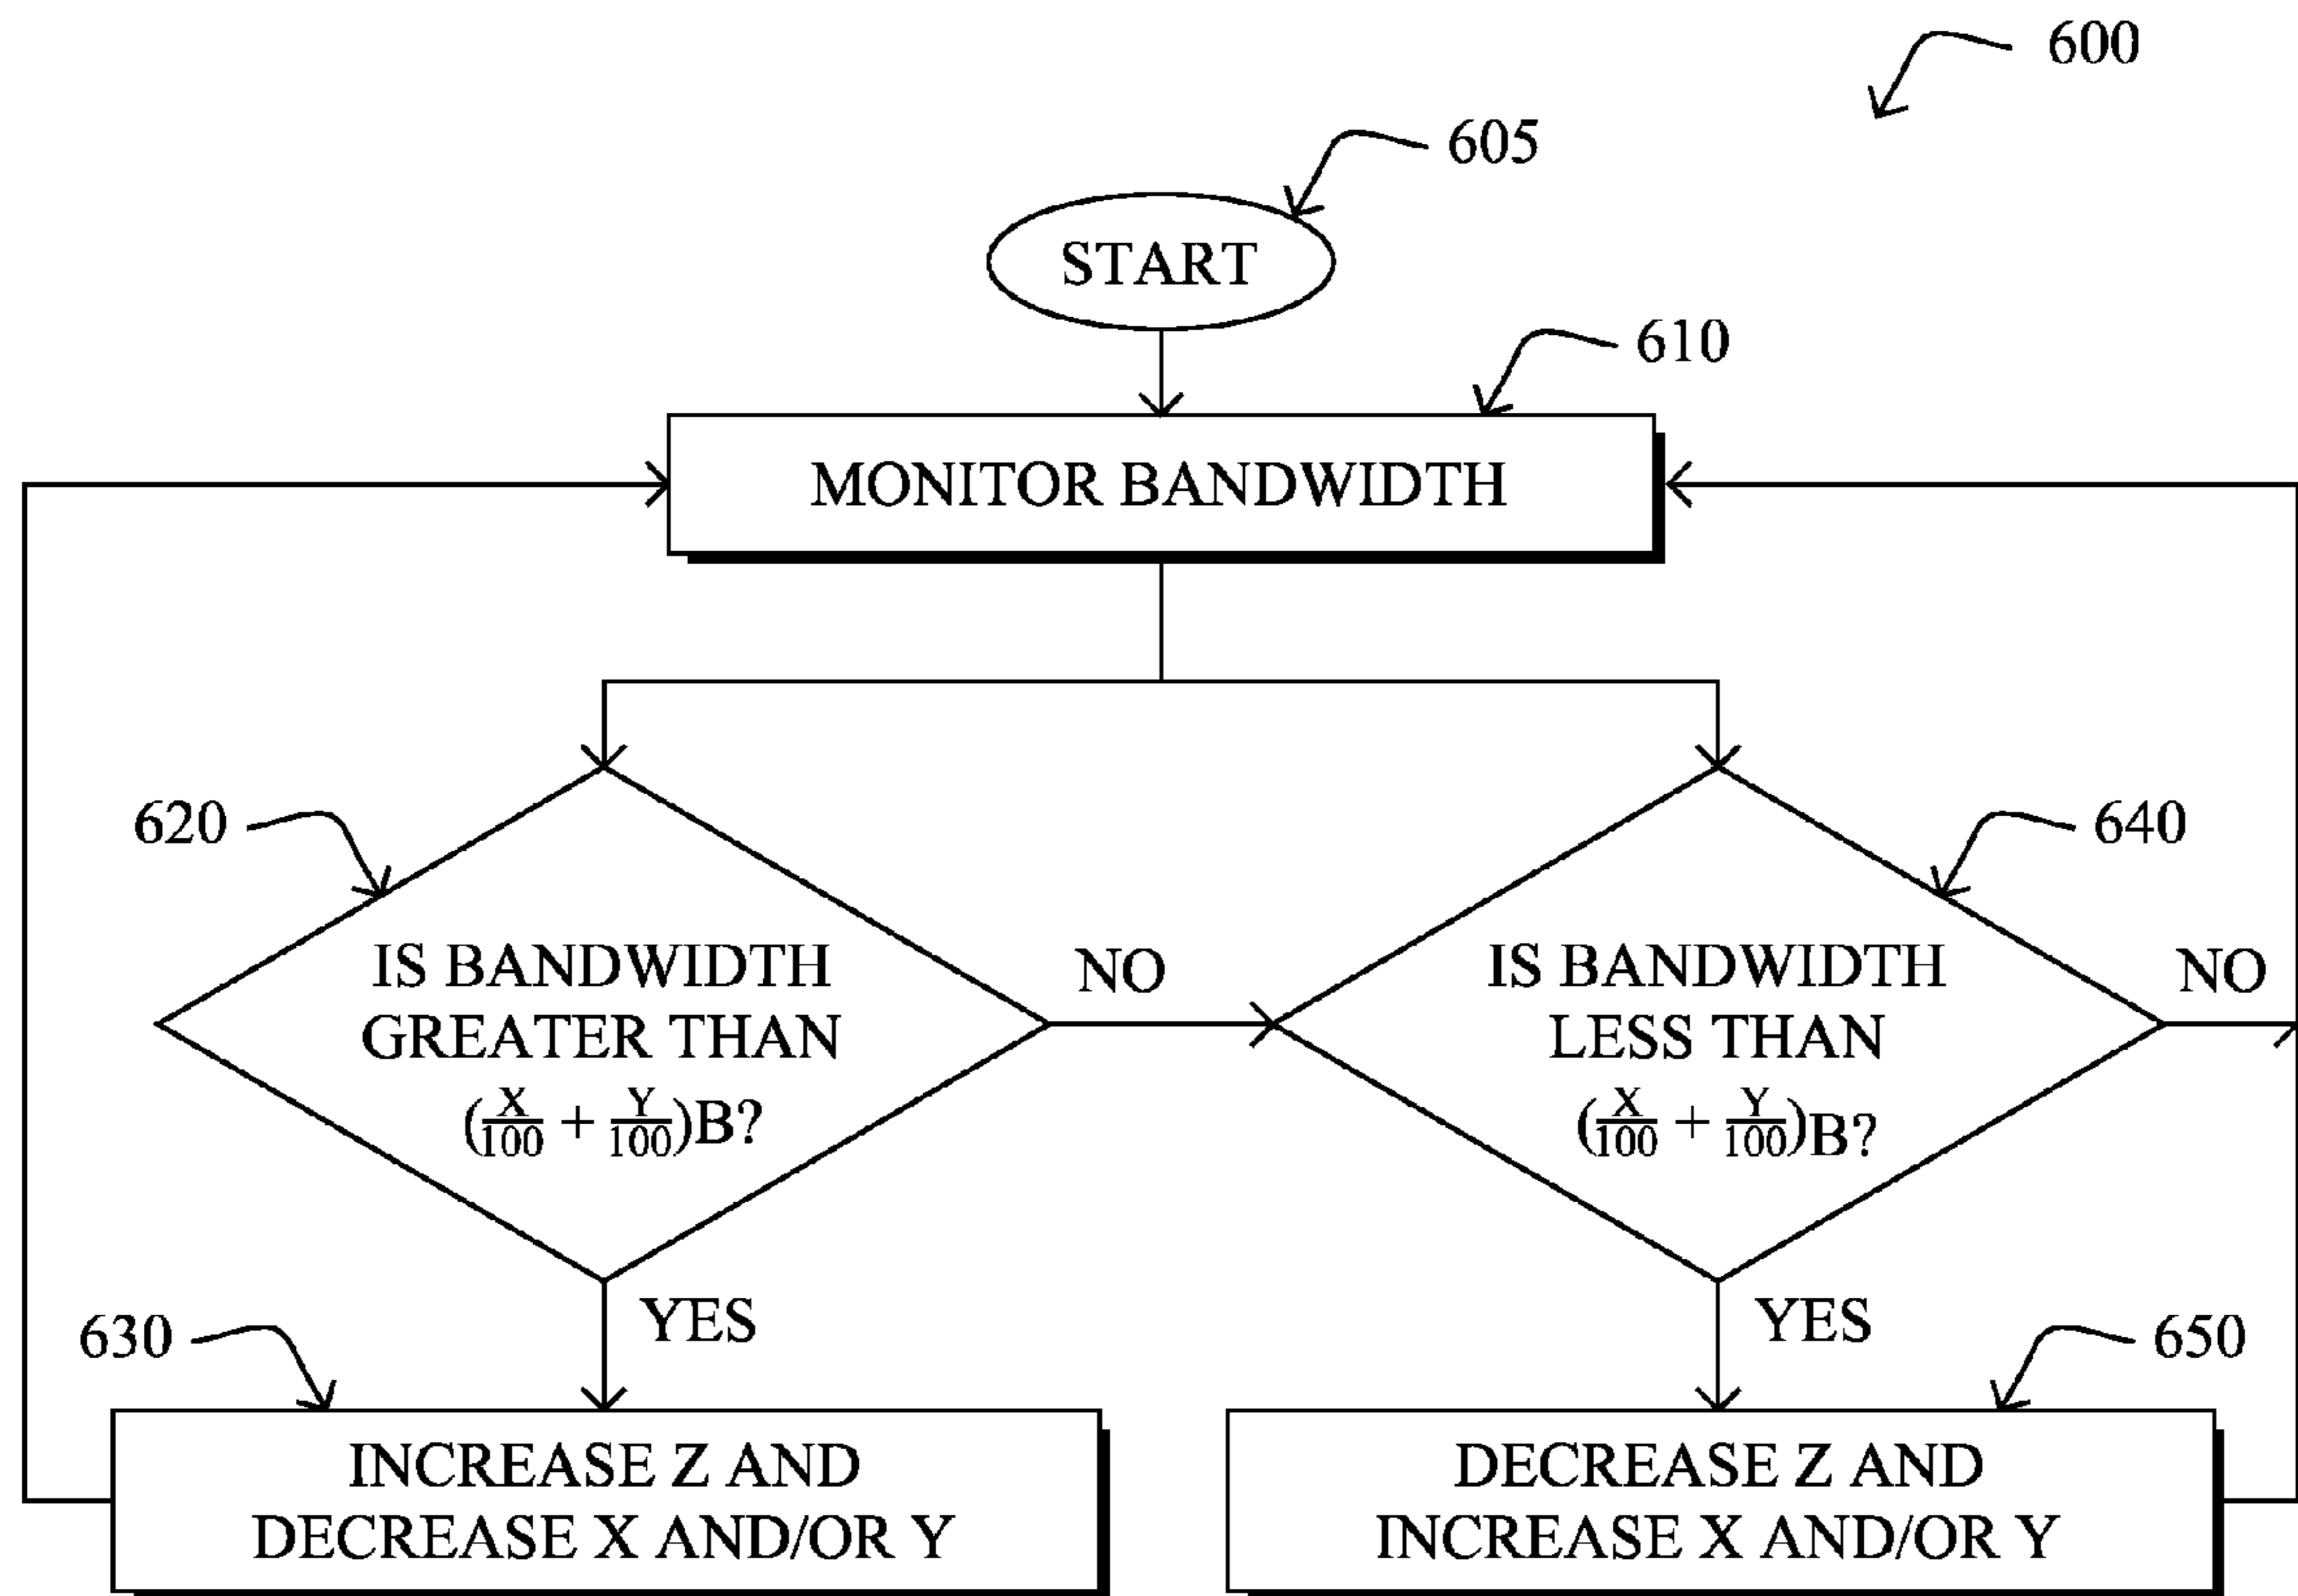 600
605
START
610
MONITOR BANDWIDTH
620
IS BANDWIDTH
GREATER THAN
(X/100 + Y/100)B?
NO
640
IS BANDWIDTH
LESS THAN
(X/100 + Y/100)B?
NO
YES
630
INCREASE Z AND
DECREASE X AND/OR Y
YES
650
DECREASE Z AND
INCREASE X AND/OR Y